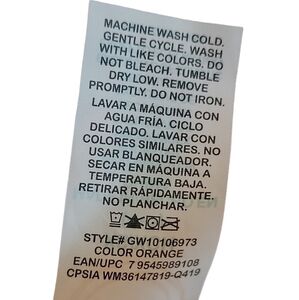 MACHINE WASH COLD.
GENTLE CYCLE. WASH
WITH LIKE COLORS. DO
NOT BLEACH. TUMBLE
DRY LOW. REMOVE
PROMPTLY. DO NOT IRON.
LAVAR A MÁQUINA CON
AGUA FRÍA. CICLO
DELICADO. LAVAR CON
COLORES SIMILARES. NO
USAR BLANQUEADOR.
SECAR EN MÁQUINA A
TEMPERATURA BAJA.
RETIRAR RÁPIDAMENTE.
NO PLANCHAR.
STYLE# GW10106973
COLOR ORANGE
EAN/UPC 7 9545989108
CPSIA WM36147819-Q419